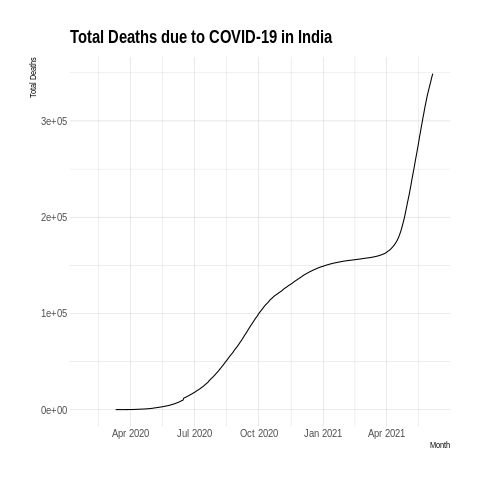 Total Deaths due to COVID-19 in India
Total Deaths
3e+05
2e+05
1e+05
0e+00
Apr 2020 Jul 2020 Oct 2020 Jan 2021 Apr 2021
Month